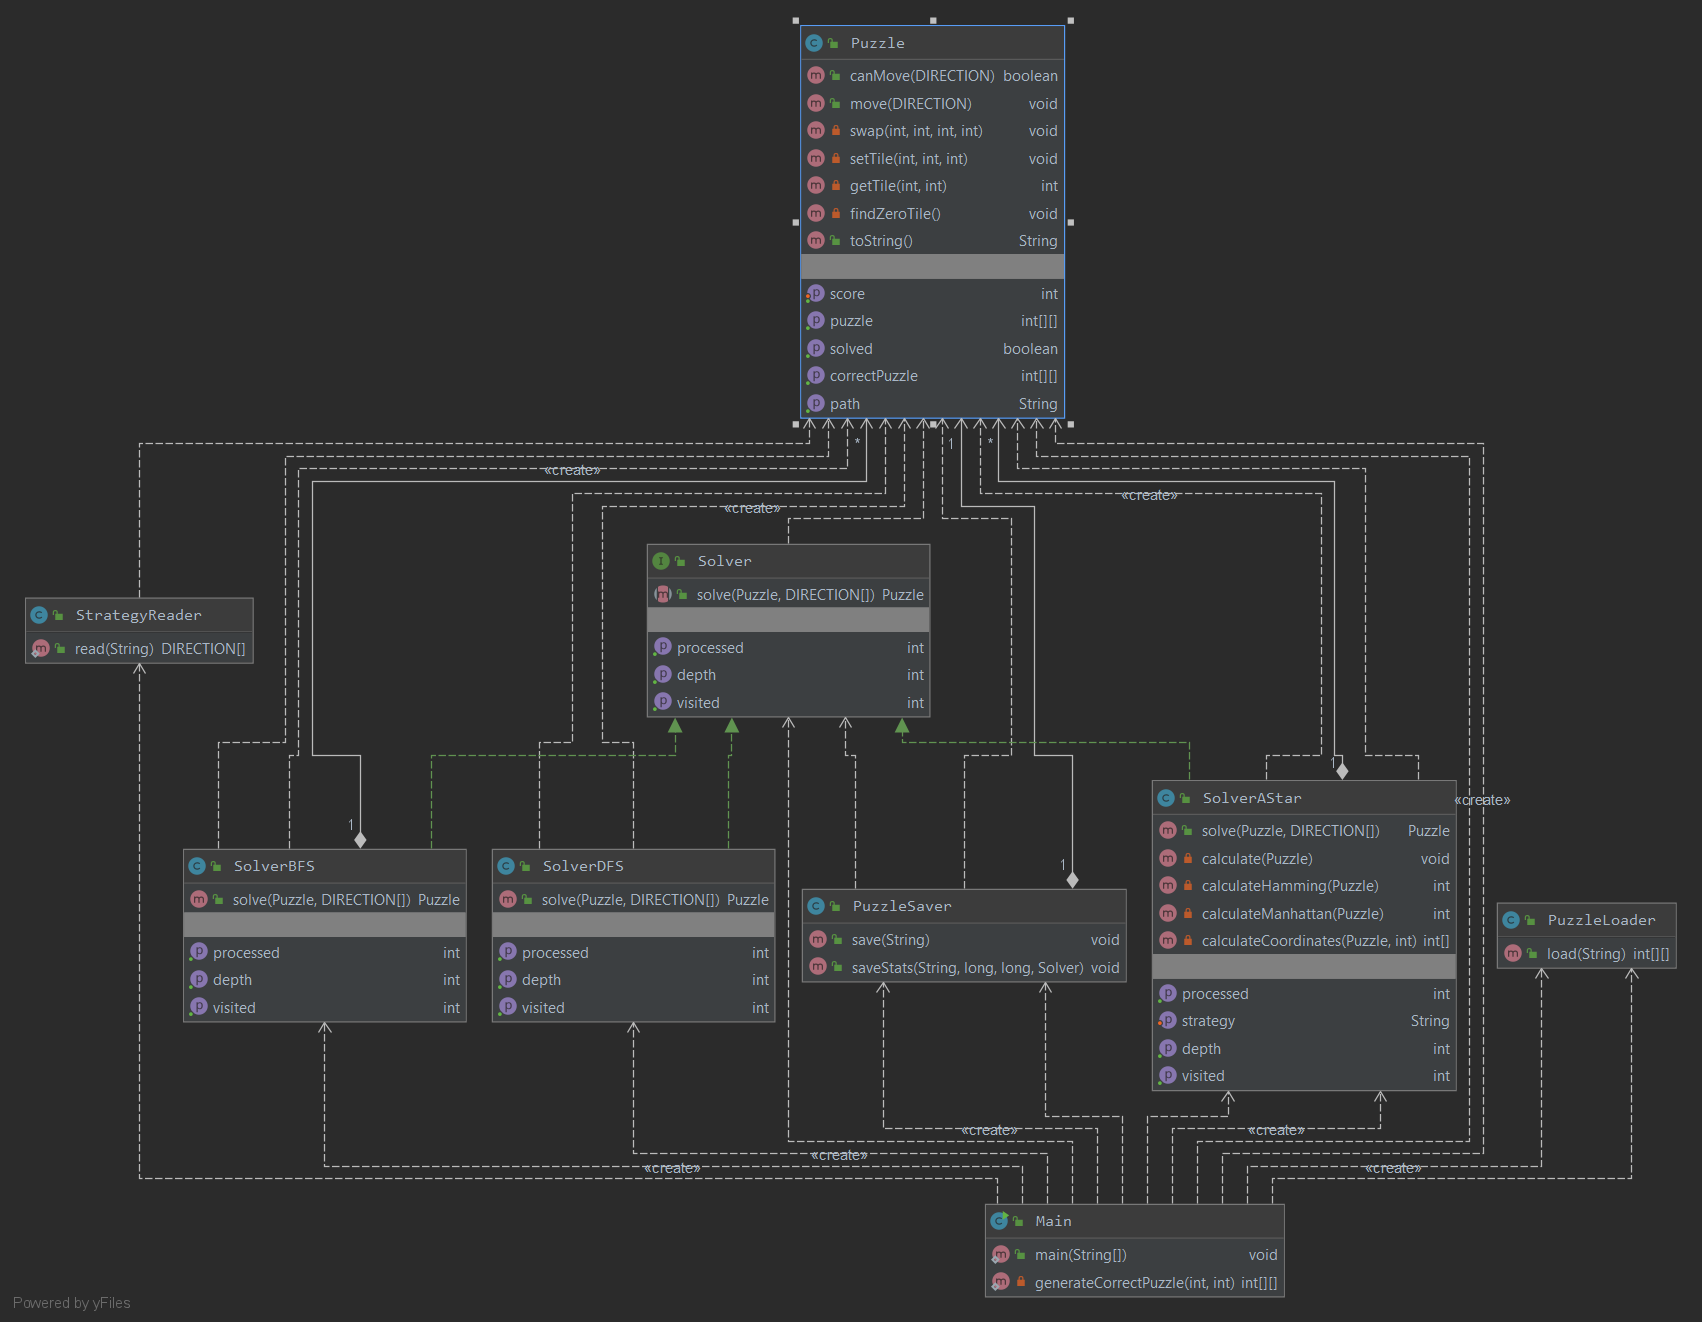 Puzzle
canMove(DIRECTION) boolean
move(DIRECTION) void
swap(int, int, int, int) void
setTile(int, int, int) void
getTile(int, int) int
findZeroTile() void
toString() String
score int
puzzle int[][]
solved boolean
correctPuzzle int[][]
path String
* 1 *
«create»
«create»
«create»
Solver
solve(Puzzle, DIRECTION[]) Puzzle
processed int
depth int
visited int
StrategyReader
read(String) DIRECTION[]
1
SolverBFS
solve(Puzzle, DIRECTION[]) Puzzle
processed int
depth int
visited int
SolverDFS
solve(Puzzle, DIRECTION[]) Puzzle
processed int
depth int
visited int
1
PuzzleSaver
save(String) void
saveStats(String, long, long, Solver) void
1
SolverAStar
solve(Puzzle, DIRECTION[]) Puzzle
calculate(Puzzle) void
calculateHamming(Puzzle) int
calculateManhattan(Puzzle) int
calculateCoordinates(Puzzle, int) int[]
processed int
strategy String
depth int
visited int
«create»
PuzzleLoader
load(String) int[][]
«create»
«create»
«create»
«create»
«create»
Main
main(String[]) void
generateCorrectPuzzle(int, int) int[][]
Powered by yFiles